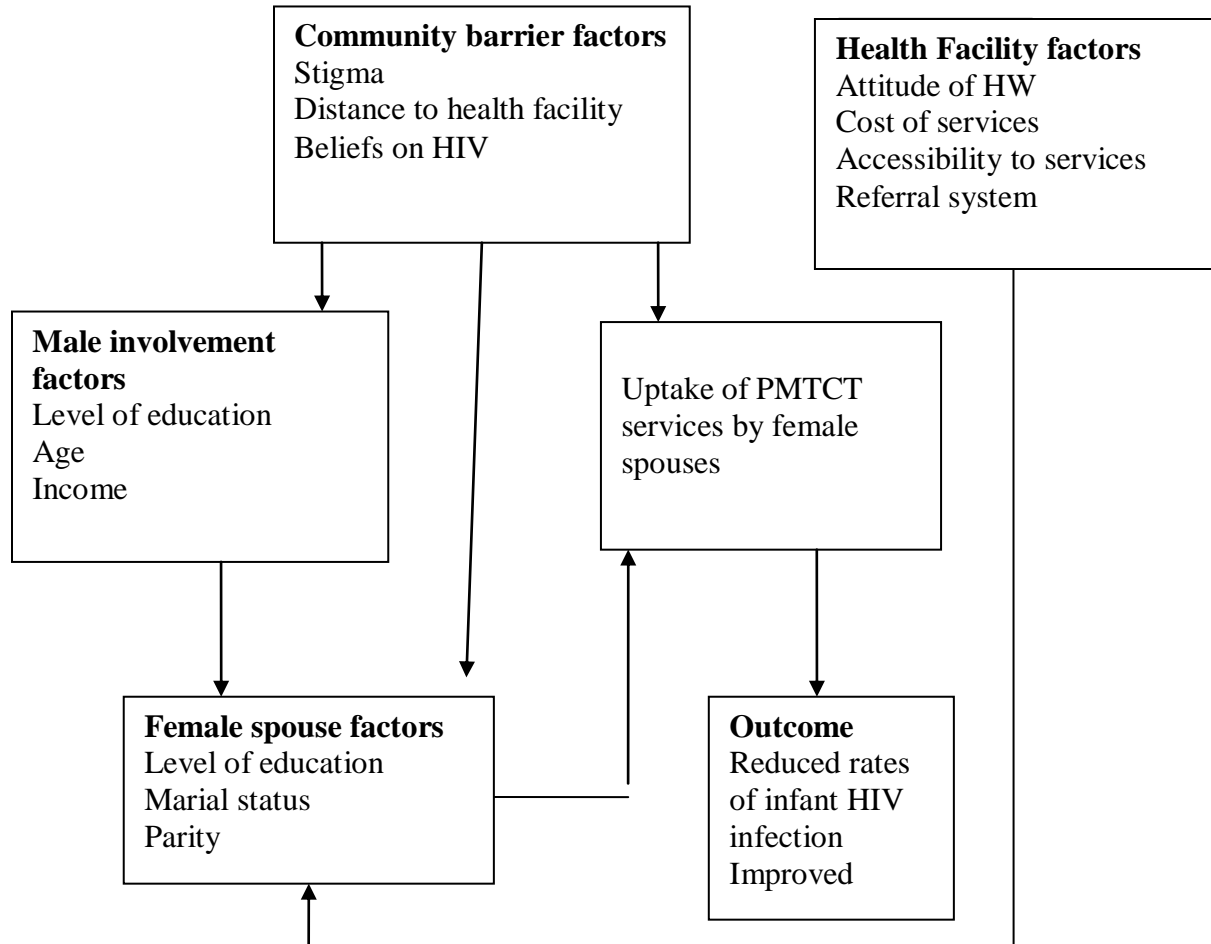 Community barrier factors
Stigma
Distance to health facility
Beliefs on HIV
Health Facility factors
Attitude of HW
Cost of services
Accessibility to services
Referral system
Male involvement
factors
Level of education
Age
Income
Uptake of PMTCT
services by female
spouses
Female spouse factors
Level of education
Marial status
Parity
Outcome
Reduced rates
of infant HIV
infection
Improved